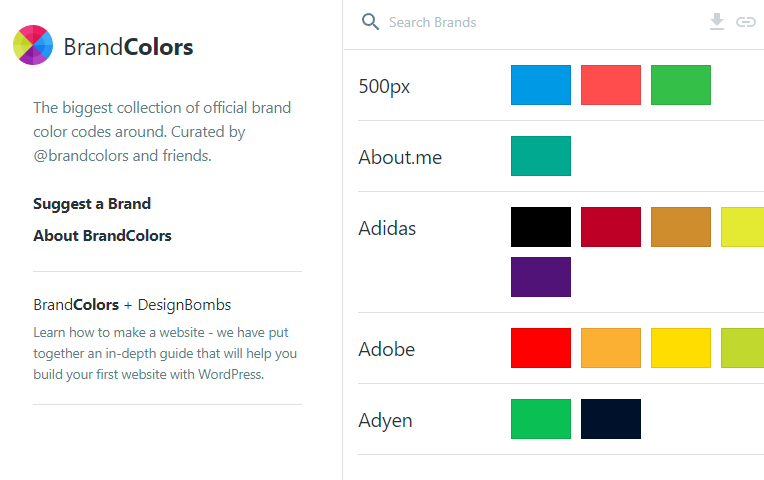 BrandColors
The biggest collection of official brand
color codes around. Curated by
@brandcolors and friends.
Suggest a Brand
About BrandColors
BrandColors + DesignBombs
Learn how to make a website - we have put
together an in-depth guide that will help you
build your first website with WordPress.
Search Brands
500px
About.me
Adidas
Adobe
Adyen